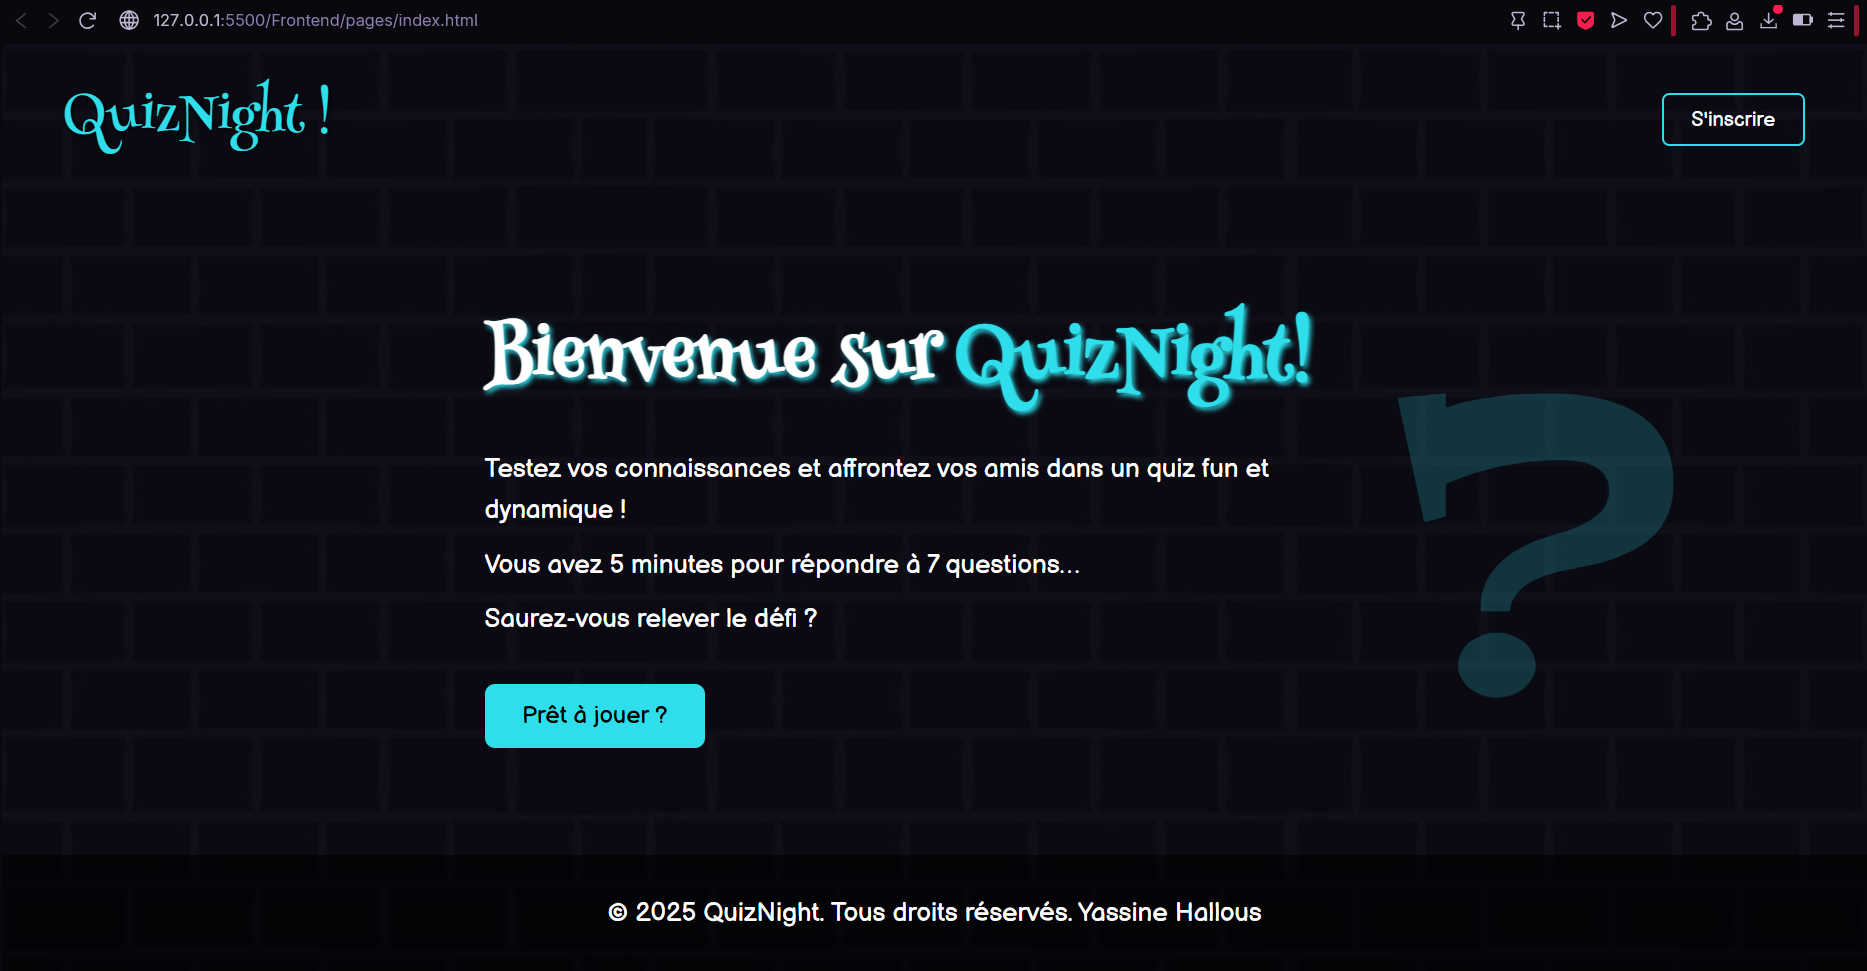 127.0.0.1:5500/Frontend/pages/index.html
QuizNight !
S'inscrire
Bienvenue sur QuizNight!
Testez vos connaissances et affrontez vos amis dans un quiz fun et
dynamique !
Vous avez 5 minutes pour répondre à 7 questions...
Saurez-vous relever le défi ?
?
Prêt à jouer ?
© 2025 QuizNight. Tous droits réservés. Yassine Hallous